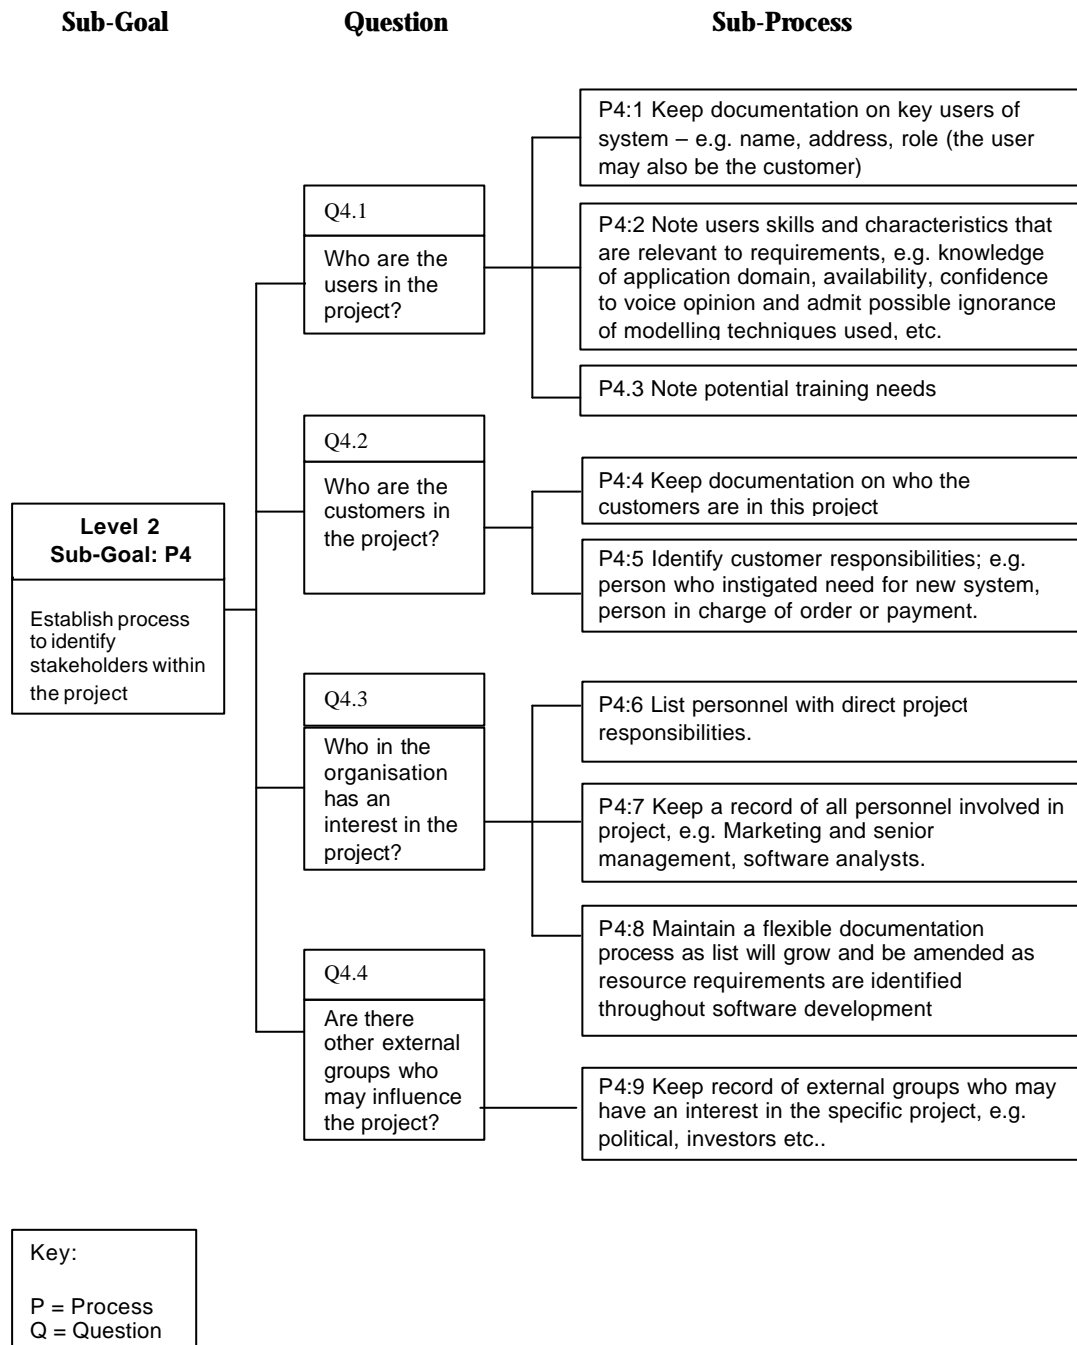 Sub-Goal
Question
Sub-Process
Level 2
Sub-Goal: P4
Establish process
to identify
stakeholders within
the project
Q4.1
Who are the
users in the
project?
P4:1 Keep documentation on key users of
system – e.g. name, address, role (the user
may also be the customer)
P4:2 Note users skills and characteristics that
are relevant to requirements, e.g. knowledge
of application domain, availability, confidence
to voice opinion and admit possible ignorance
of modelling techniques used, etc.
P4.3 Note potential training needs
Q4.2
Who are the
customers in
the project?
P4:4 Keep documentation on who the
customers are in this project
P4:5 Identify customer responsibilities; e.g.
person who instigated need for new system,
person in charge of order or payment.
Q4.3
Who in the
organisation
has an
interest in the
project?
P4:6 List personnel with direct project
responsibilities.
P4:7 Keep a record of all personnel involved in
project, e.g. Marketing and senior
management, software analysts.
P4:8 Maintain a flexible documentation
process as list will grow and be amended as
resource requirements are identified
throughout software development
Q4.4
Are there
other external
groups who
may influence
the project?
P4:9 Keep record of external groups who may
have an interest in the specific project, e.g.
political, investors etc..
Key:
P = Process
Q = Question